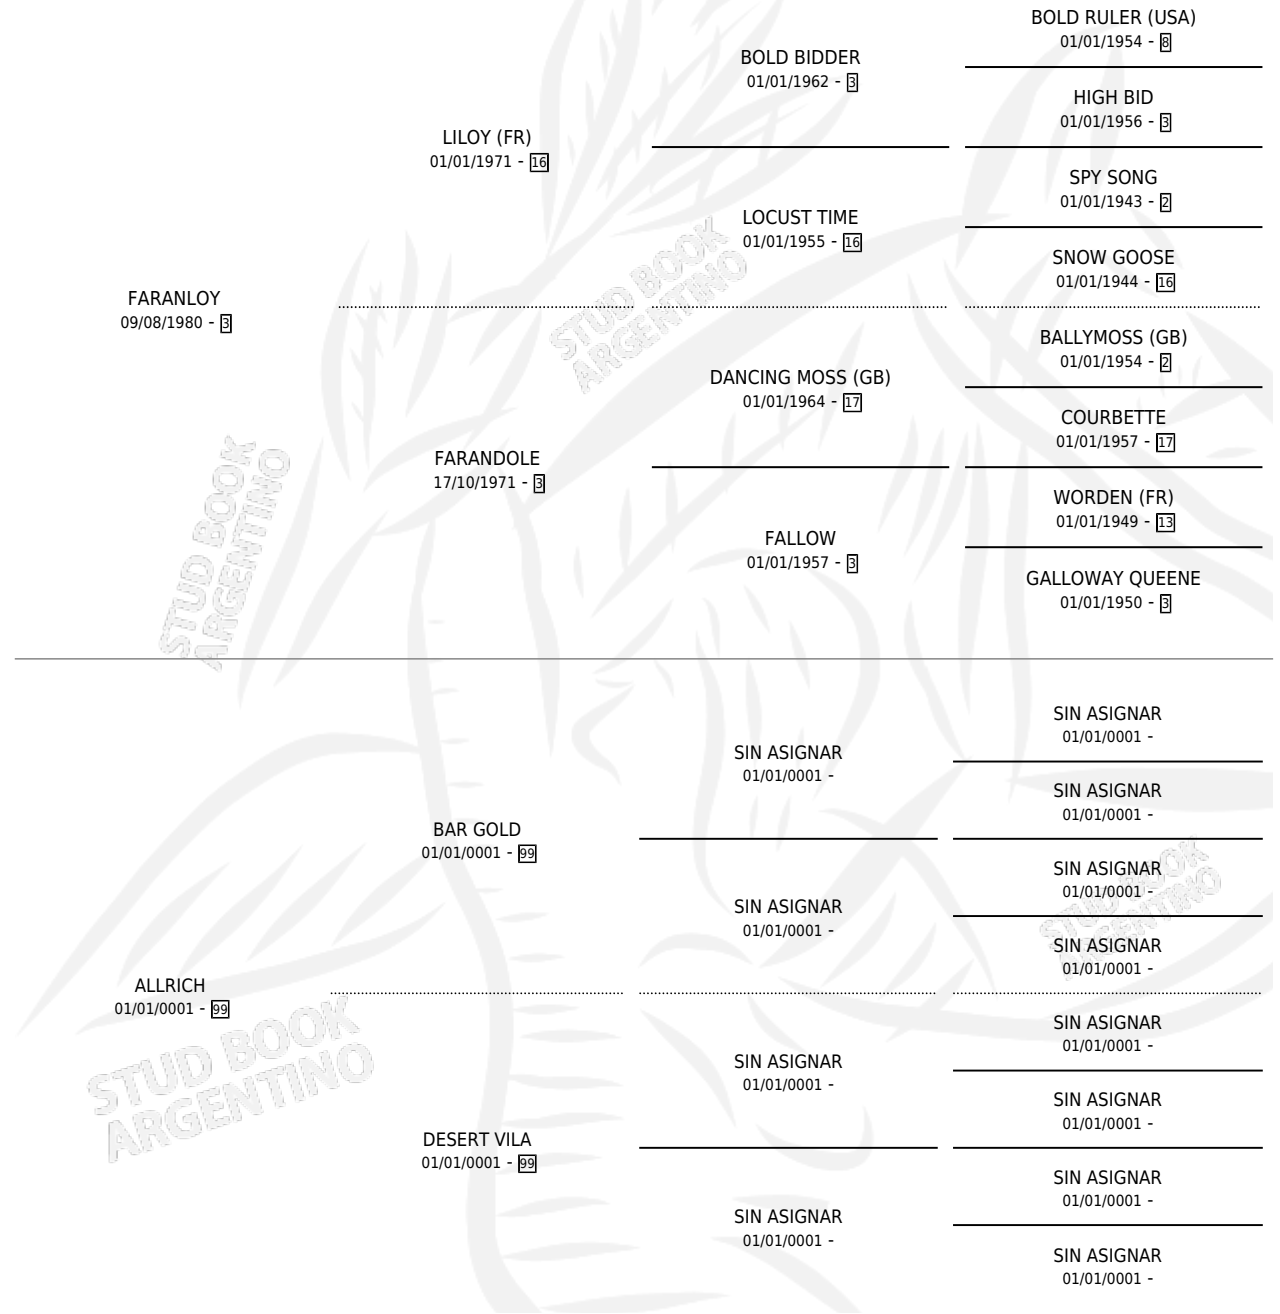 BOLD RULER (USA)
01/01/1954 - 8
BOLD BIDDER
01/01/1962 - 3
HIGH BID
01/01/1956 - 3
LILOY (FR)
01/01/1971 - 16
SPY SONG
01/01/1943 - 2
LOCUST TIME
01/01/1955 - 16
SNOW GOOSE
01/01/1944 - 16
FARANLOY
09/08/1980 - 3
BALLYMOSS (GB)
01/01/1954 - 2
DANCING MOSS (GB)
01/01/1964 - 17
COURBETTE
01/01/1957 - 17
FARANDOLE
17/10/1971 - 3
WORDEN (FR)
01/01/1949 - 13
FALLOW
01/01/1957 - 3
GALLOWAY QUEENE
01/01/1950 - 3
SIN ASIGNAR
01/01/0001 -
SIN ASIGNAR
01/01/0001 -
SIN ASIGNAR
01/01/0001 -
BAR GOLD
01/01/0001 - 99
SIN ASIGNAR
01/01/0001 -
SIN ASIGNAR
01/01/0001 -
SIN ASIGNAR
01/01/0001 -
ALLRICH
01/01/0001 - 99
SIN ASIGNAR
01/01/0001 -
SIN ASIGNAR
01/01/0001 -
SIN ASIGNAR
01/01/0001 -
DESERT VILA
01/01/0001 - 99
SIN ASIGNAR
01/01/0001 -
SIN ASIGNAR
01/01/0001 -
SIN ASIGNAR
01/01/0001 -
STUD BOOK
ARGENTINO
STUD BOOK
ARGENTINO
STUD BOOK
ARGENTINO
STUD BOOK
ARGENTINO